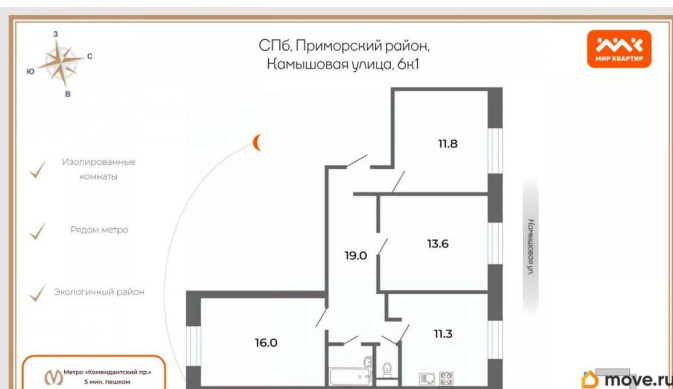 З
С
Ю
В
СПб, Приморский район,
Камышовая улица, 6к1
МИР КВАРТИР
Изолированные
комнаты
Рядом метро
Экологичный район
11.8
13.6
19.0
16.0
11.3
Камышовая ул.
Метро «Комендантский пр.»
5 мин. пешком
move.ru